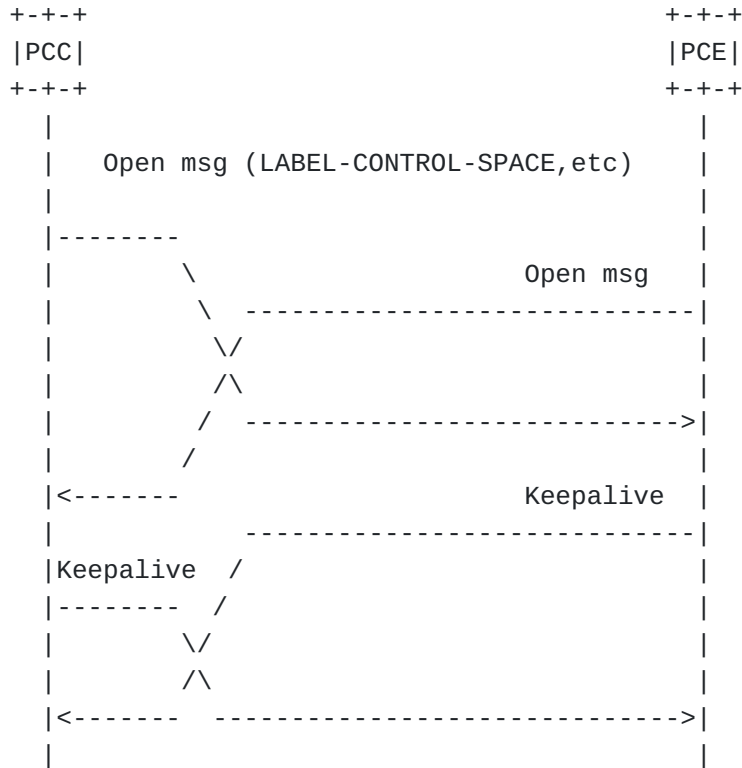 |PCC| |PCE|
Open msg (LABEL-CONTROL-SPACE,etc)
Open msg
Keepalive
Keepalive